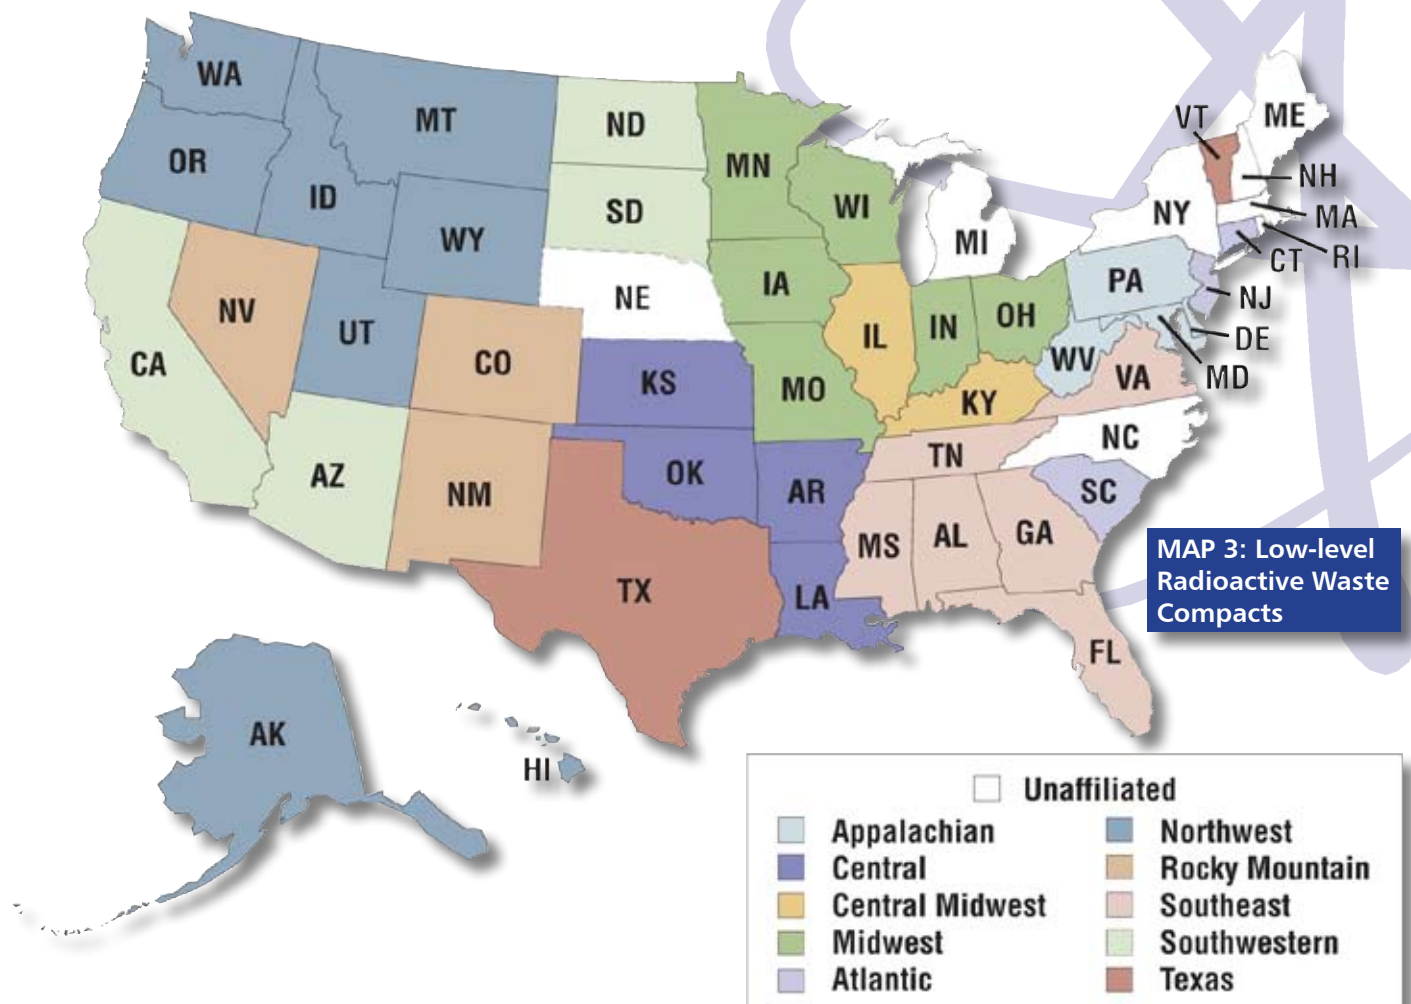 WA
MT
ND
MN
VT
ME
OR
ID
SD
WI
MI
NY
NH
MA
RI
CT
WY
NE
IA
PA
NJ
NV
UT
CO
IL
IN
OH
DE
CA
KS
MO
WV
VA
MD
KY
AZ
NM
OK
AR
TN
NC
SC
MS
AL
GA
TX
LA
FL
AK
HI
MAP 3: Low-level
Radioactive Waste
Compacts
Unaffiliated
Appalachian
Central
Central Midwest
Midwest
Atlantic
Northwest
Rocky Mountain
Southeast
Southwestern
Texas